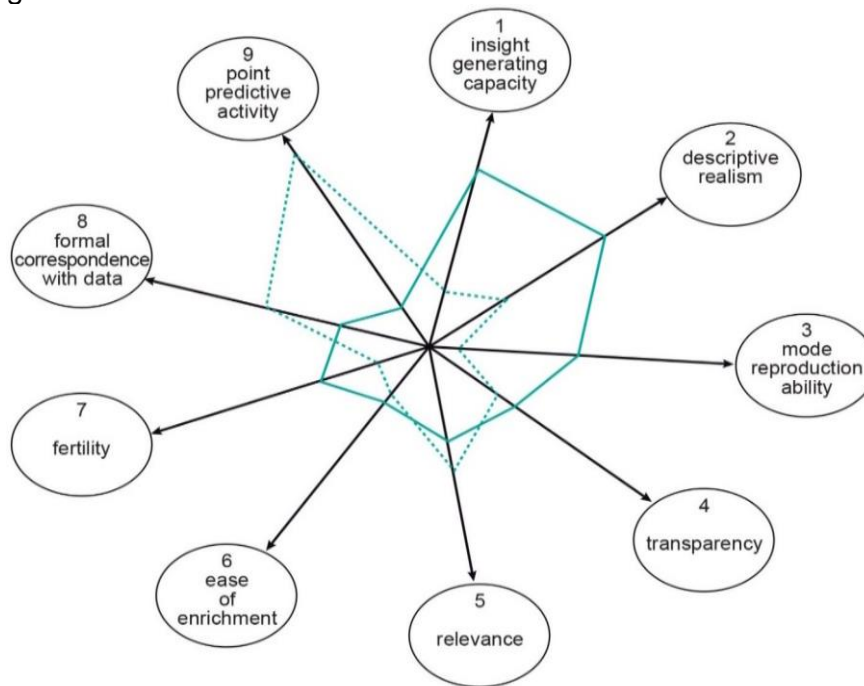 g
1
insight
generating
capacity
2
descriptive
realism
3
mode
reproduction
ability
4
transparency
5
relevance
6
ease
of
enrichment
7
fertility
8
formal
correspondence
with data
9
point
predictive
activity